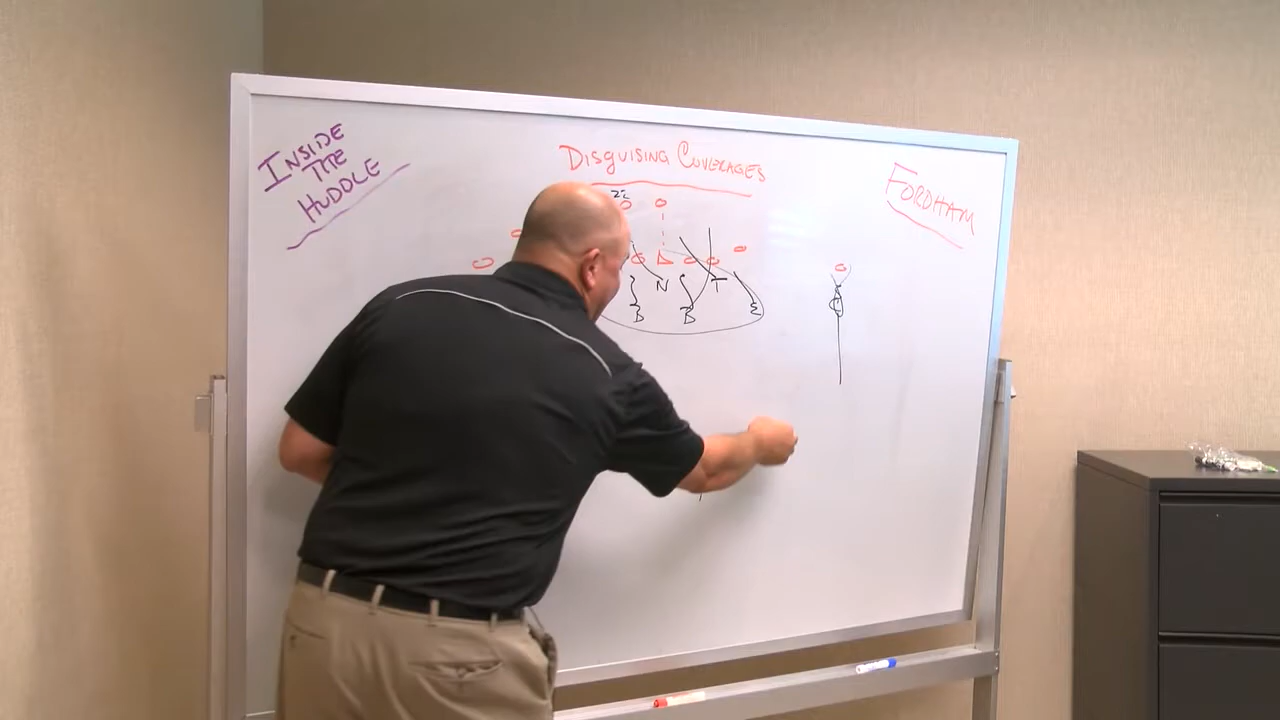 INSIDE
THE
HUDDLE
DISGUISING COVERAGES
FORDHAM
N
T
B
B
E